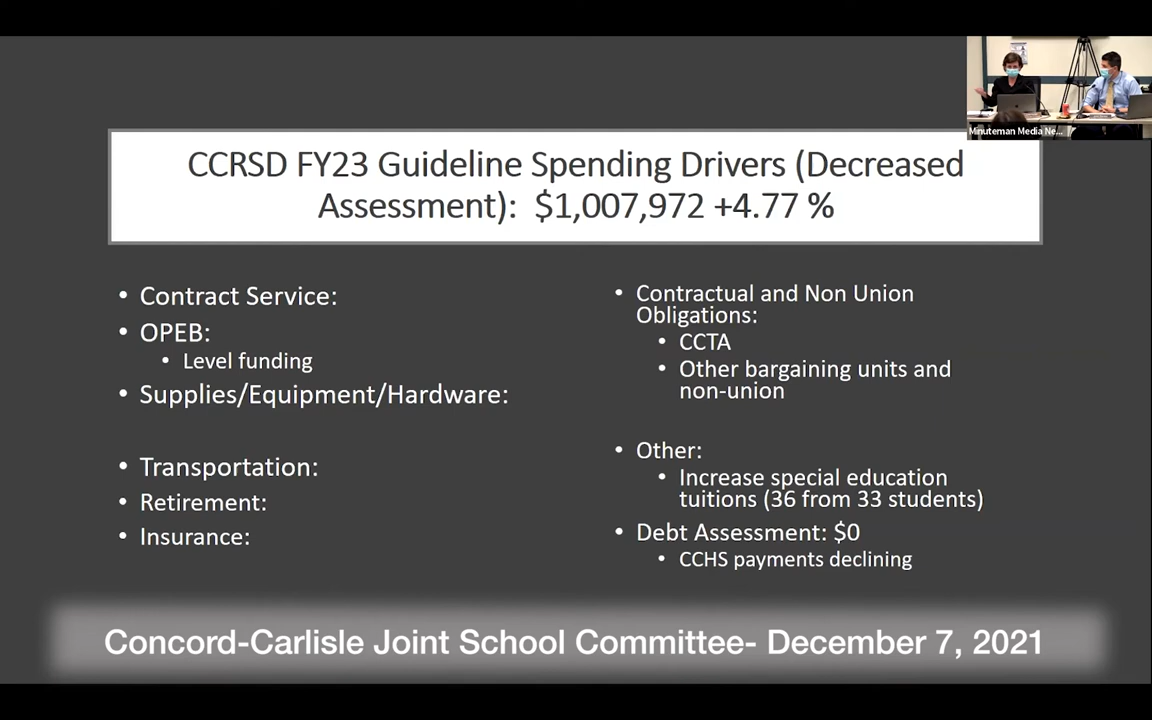 Minuteman Media Ne...
CCRSD FY23 Guideline Spending Drivers (Decreased
Assessment): $1,007,972 +4.77 %
• Contract Service:
• OPEB:
• Level funding
• Supplies/Equipment/Hardware:
• Transportation:
• Retirement:
• Insurance:
• Contractual and Non Union
Obligations:
• CCTA
• Other bargaining units and
non-union
• Other:
• Increase special education
tuitions (36 from 33 students)
• Debt Assessment: $0
• CCHS payments declining
Concord-Carlisle Joint School Committee- December 7, 2021